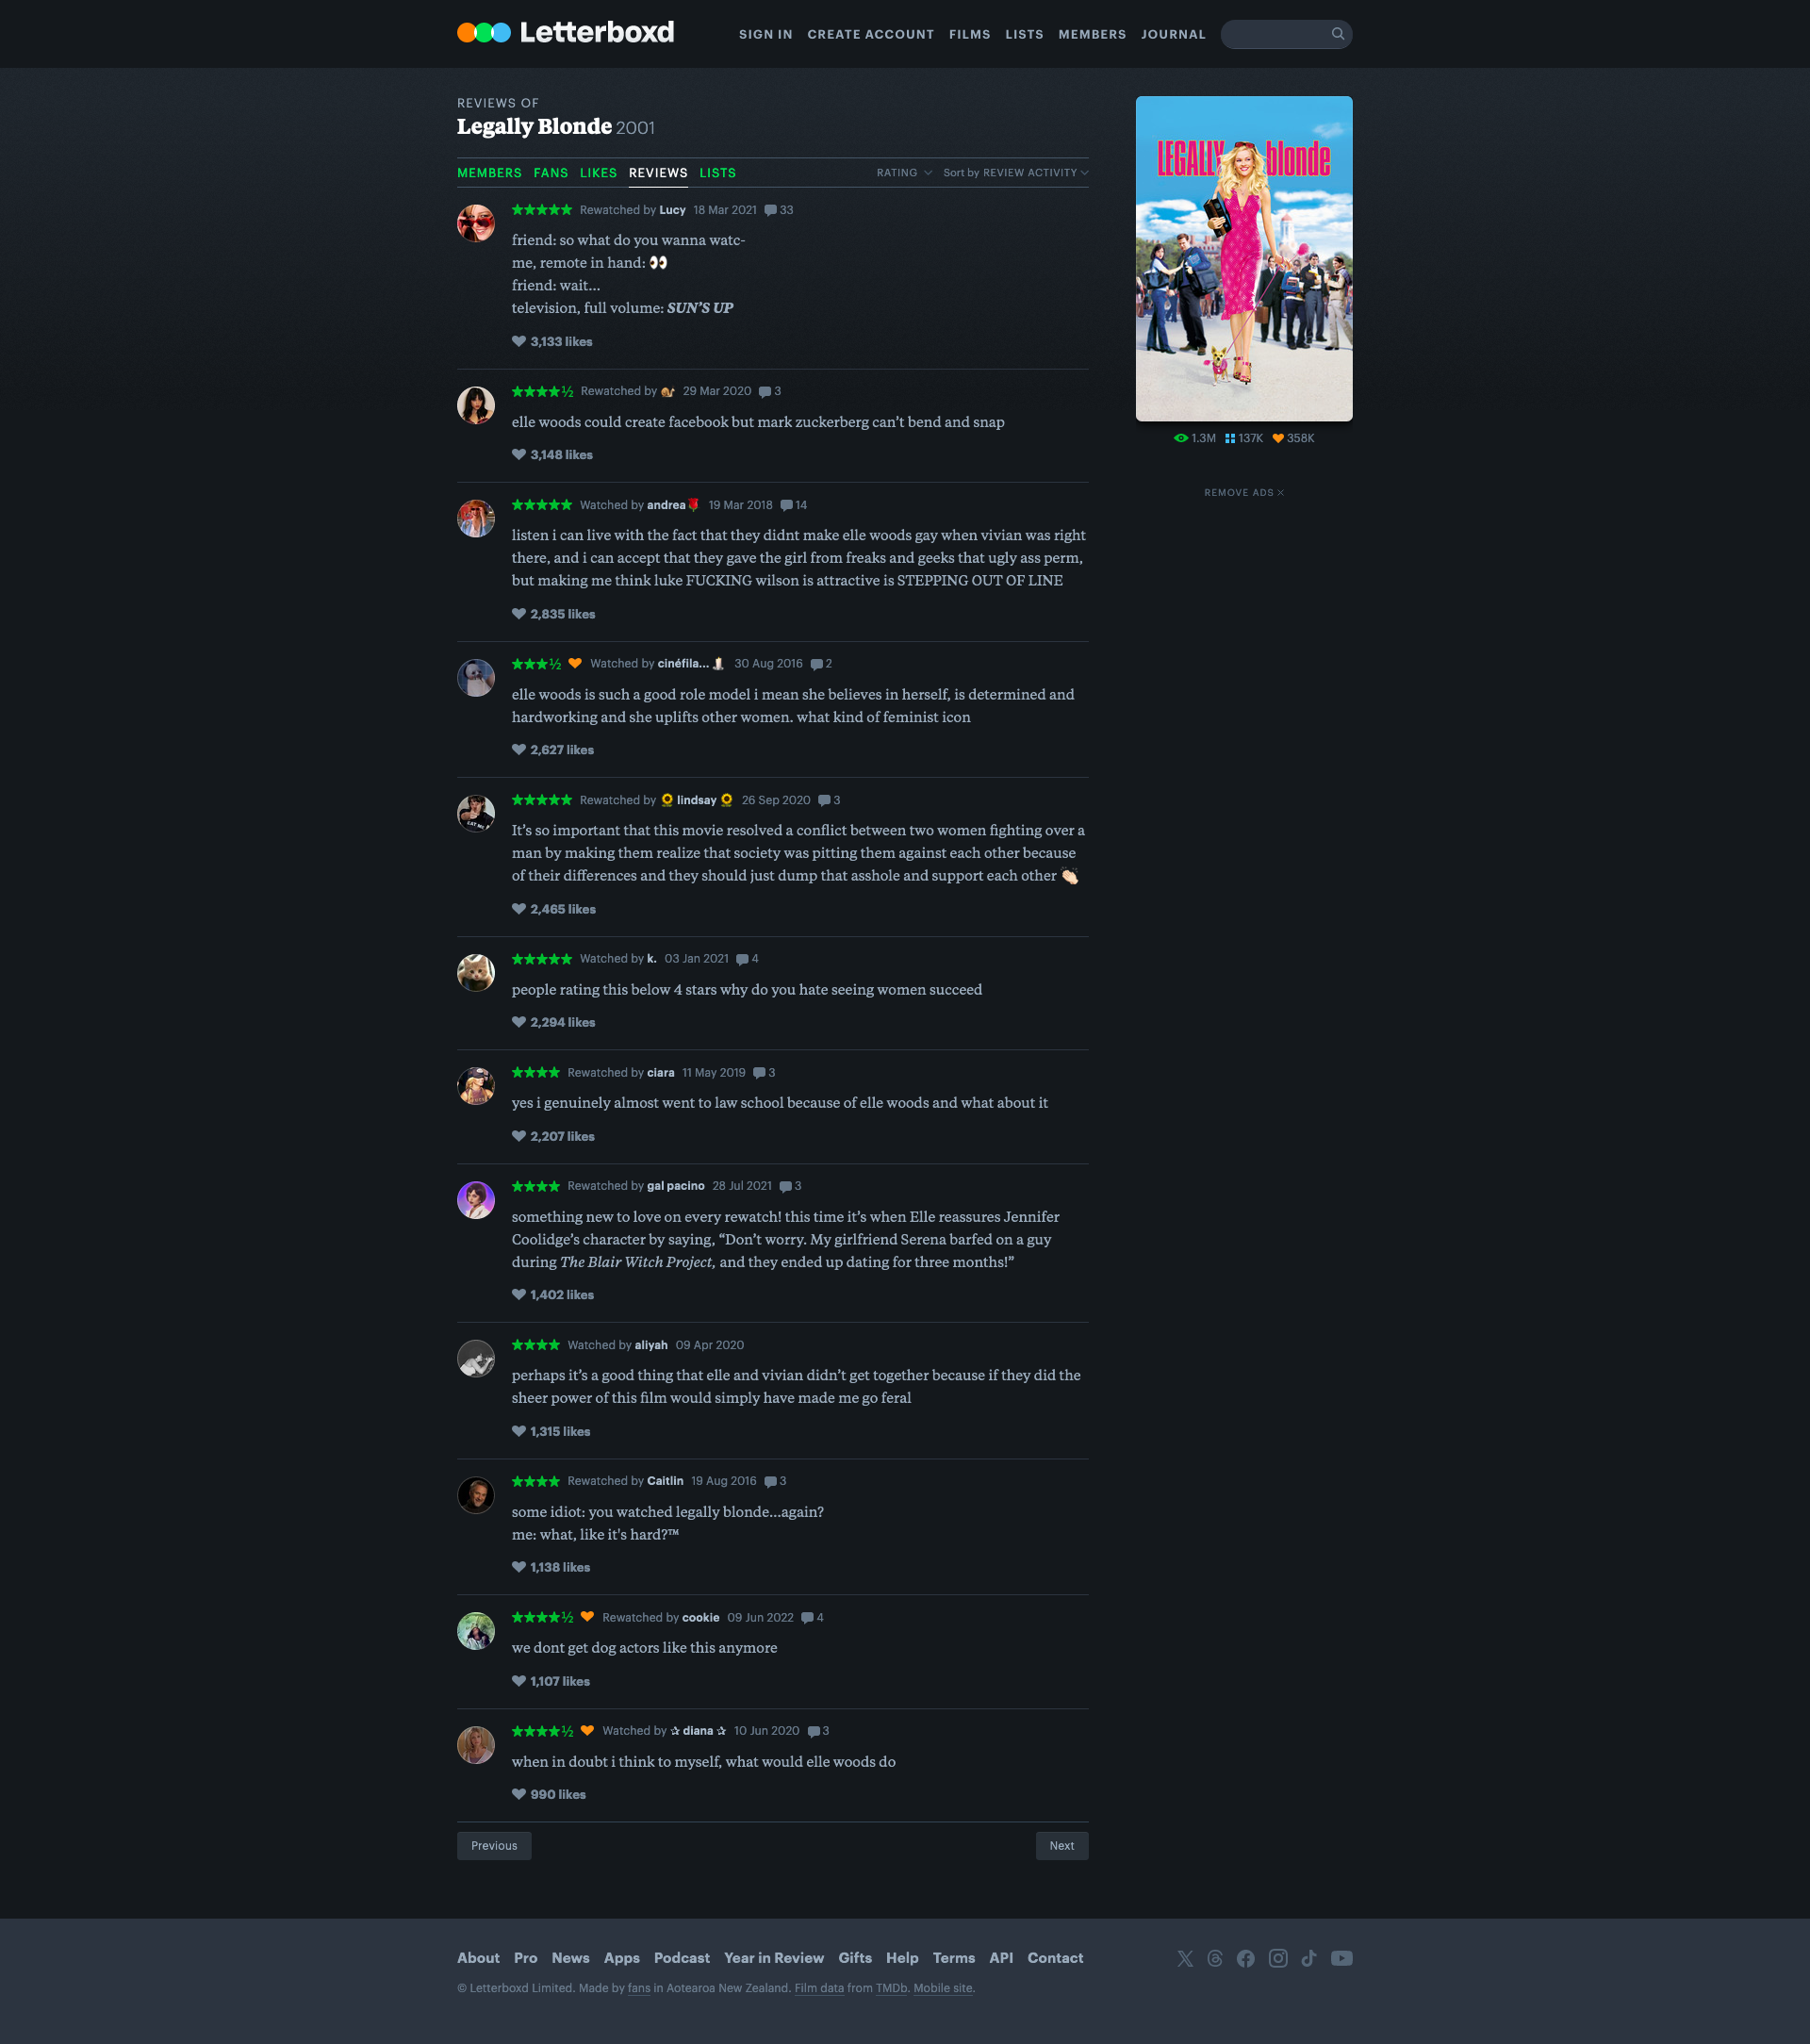 Letterboxd
SIGN IN CREATE ACCOUNT FILMS LISTS MEMBERS JOURNAL
REVIEWS OF
Legally Blonde 2001
MEMBERS FANS LIKES REVIEWS LISTS RATING Sort by REVIEW ACTIVITY
LEGALLY blonde
1.3M 137K 358K
REMOVE ADS
★★★★★ Rewatched by Lucy 18 Mar 2021 33
friend: so what do you wanna watc-
me, remote in hand: 👀
friend: wait…
television, full volume: SUN’S UP
3,133 likes
★★★★½ Rewatched by 🐌 29 Mar 2020 3
elle woods could create facebook but mark zuckerberg can’t bend and snap
3,148 likes
★★★★★ Watched by andrea🌹 19 Mar 2018 14
listen i can live with the fact that they didnt make elle woods gay when vivian was right
there, and i can accept that they gave the girl from freaks and geeks that ugly ass perm,
but making me think luke FUCKING wilson is attractive is STEPPING OUT OF LINE
2,835 likes
★★★½ Watched by cinéfila… 🕯️ 30 Aug 2016 2
elle woods is such a good role model i mean she believes in herself, is determined and
hardworking and she uplifts other women. what kind of feminist icon
2,627 likes
★★★★★ Rewatched by 🌻 lindsay 🌻 26 Sep 2020 3
It’s so important that this movie resolved a conflict between two women fighting over a
man by making them realize that society was pitting them against each other because
of their differences and they should just dump that asshole and support each other 👏🏻
2,465 likes
★★★★★ Watched by k. 03 Jan 2021 4
people rating this below 4 stars why do you hate seeing women succeed
2,294 likes
★★★★ Rewatched by ciara 11 May 2019 3
yes i genuinely almost went to law school because of elle woods and what about it
2,207 likes
★★★★ Rewatched by gal pacino 28 Jul 2021 3
something new to love on every rewatch! this time it’s when Elle reassures Jennifer
Coolidge’s character by saying, “Don’t worry. My girlfriend Serena barfed on a guy
during The Blair Witch Project, and they ended up dating for three months!”
1,402 likes
★★★★ Watched by aliyah 09 Apr 2020
perhaps it’s a good thing that elle and vivian didn’t get together because if they did the
sheer power of this film would simply have made me go feral
1,315 likes
★★★★ Rewatched by Caitlin 19 Aug 2016 3
some idiot: you watched legally blonde…again?
me: what, like it's hard?™
1,138 likes
★★★★½ Rewatched by cookie 09 Jun 2022 4
we dont get dog actors like this anymore
1,107 likes
★★★★½ Watched by ✰ diana ✰ 10 Jun 2020 3
when in doubt i think to myself, what would elle woods do
990 likes
Previous Next
About Pro News Apps Podcast Year in Review Gifts Help Terms API Contact
© Letterboxd Limited. Made by fans in Aotearoa New Zealand. Film data from TMDb. Mobile site.